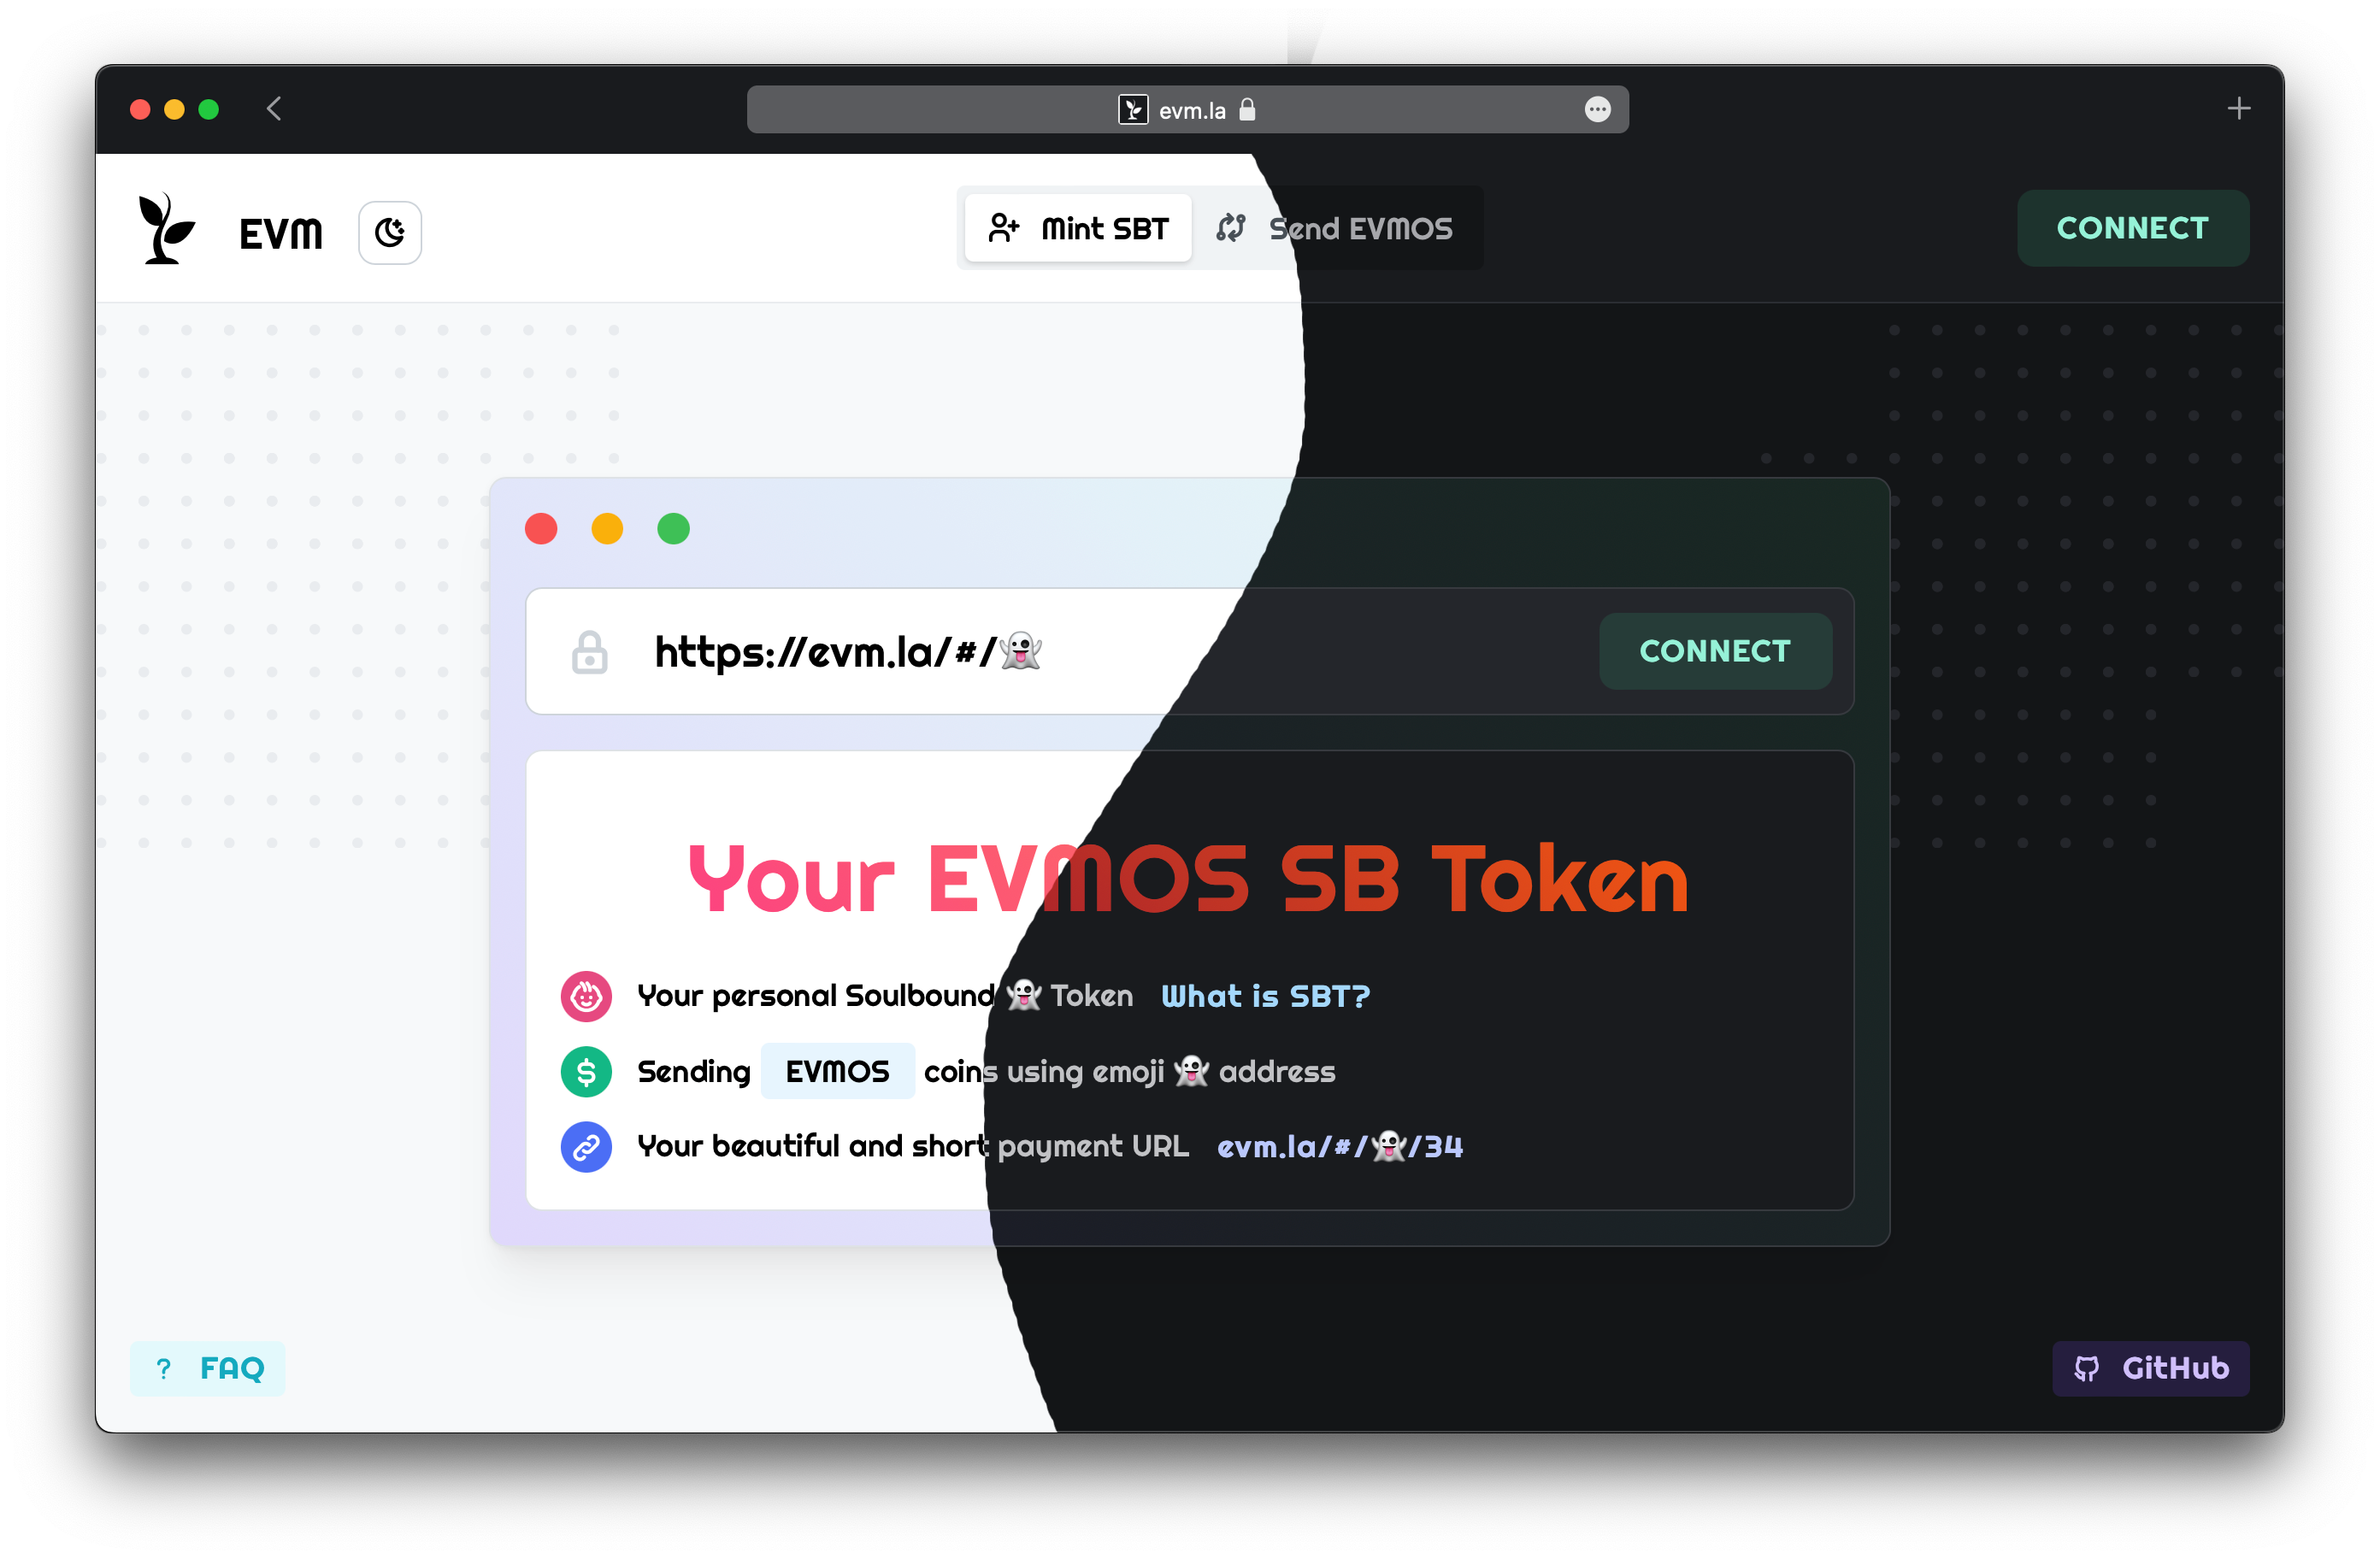 evm.la
EVM
Mint SBT
Send EVMOS
CONNECT
https://evm.la/#/👻
CONNECT
Your EVMOS SB Token
Your personal Soulbound 👻 Token What is SBT?
Sending EVMOS coins using emoji 👻 address
Your beautiful and short payment URL evm.la/#/👻/34
? FAQ
GitHub